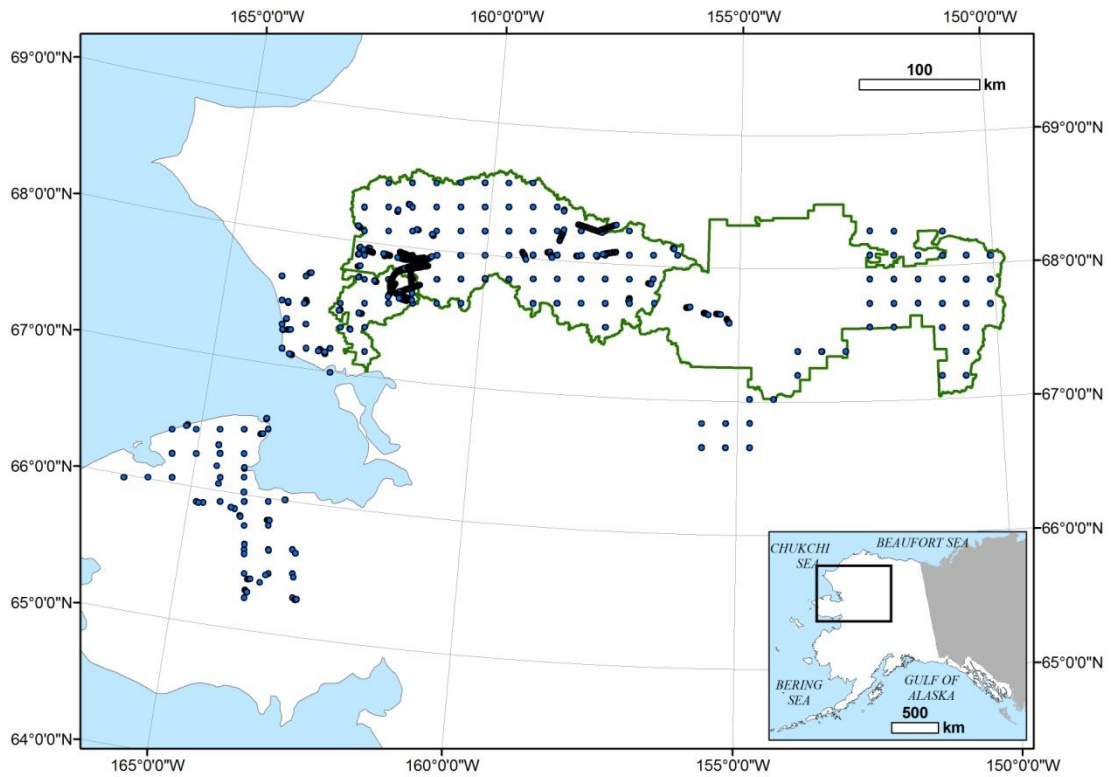 165°0'0"W 160°0'0"W 155°0'0"W 150°0'0"W
69°0'0"N
100
km
69°0'0"N
68°0'0"N
68°0'0"N
67°0'0"N
67°0'0"N
66°0'0"N
66°0'0"N
65°0'0"N
65°0'0"N
64°0'0"N
CHUKCHI
SEA
BEAUFORT SEA
BERING
SEA
GULF OF
ALASKA
500
km
165°0'0"W 160°0'0"W 155°0'0"W 150°0'0"W